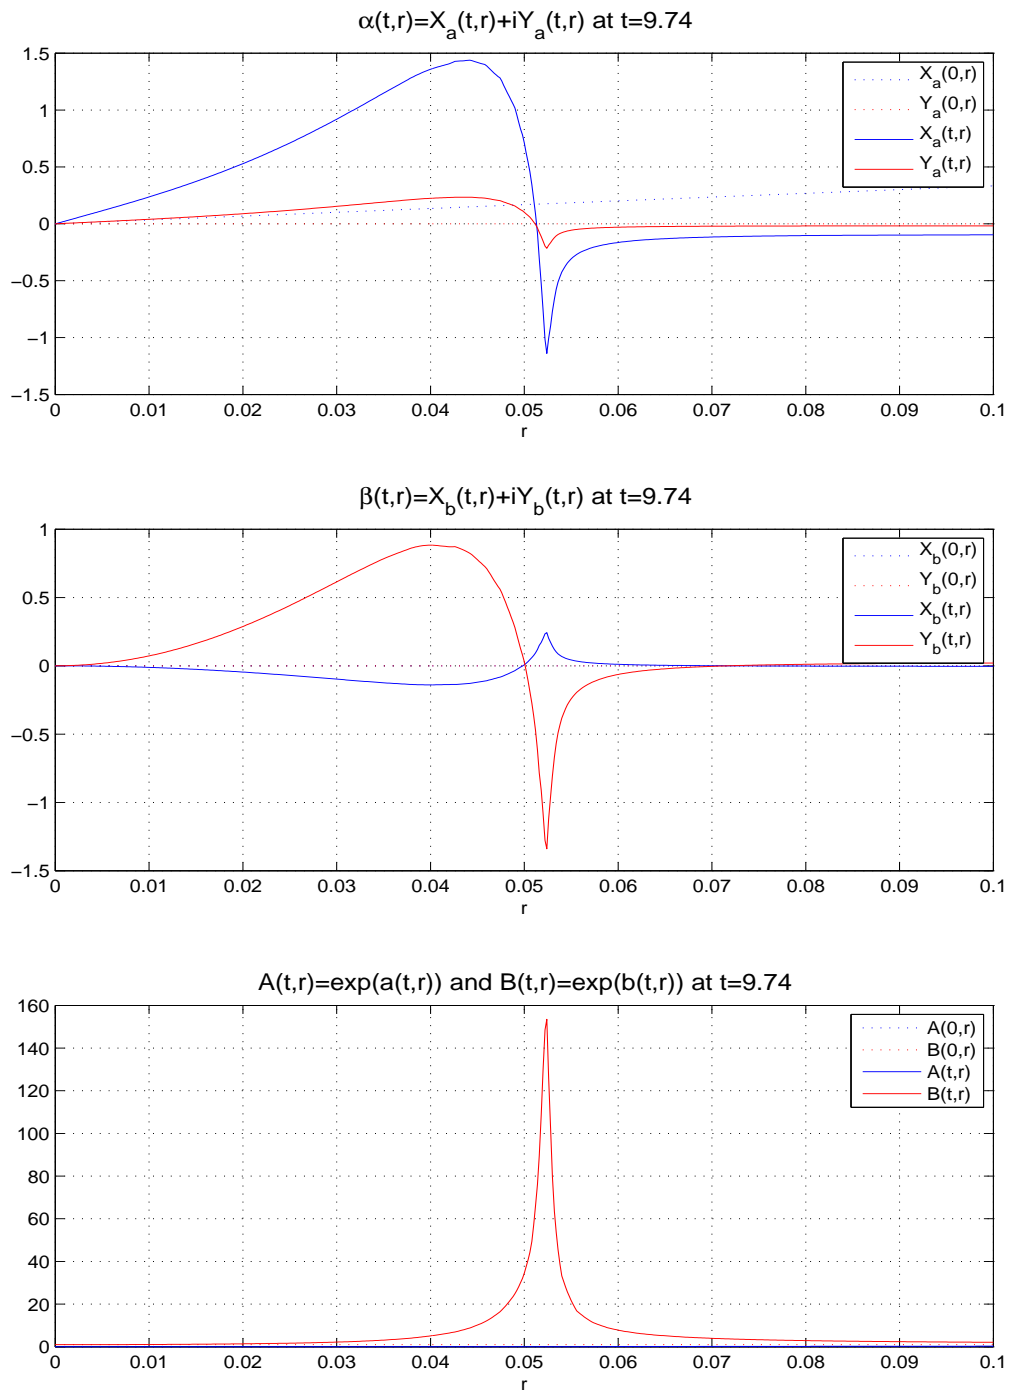 α(t,r)=X_a(t,r)+iY_a(t,r) at t=9.74
1.5
1
0.5
0
−0.5
−1
−1.5
X_a(0,r)
Y_a(0,r)
X_a(t,r)
Y_a(t,r)
0 0.01 0.02 0.03 0.04 0.05 0.06 0.07 0.08 0.09 0.1
r
β(t,r)=X_b(t,r)+iY_b(t,r) at t=9.74
1
0.5
0
−0.5
−1
−1.5
X_b(0,r)
Y_b(0,r)
X_b(t,r)
Y_b(t,r)
0 0.01 0.02 0.03 0.04 0.05 0.06 0.07 0.08 0.09 0.1
r
A(t,r)=exp(a(t,r)) and B(t,r)=exp(b(t,r)) at t=9.74
160
140
120
100
80
60
40
20
0
A(0,r)
B(0,r)
A(t,r)
B(t,r)
0 0.01 0.02 0.03 0.04 0.05 0.06 0.07 0.08 0.09 0.1
r